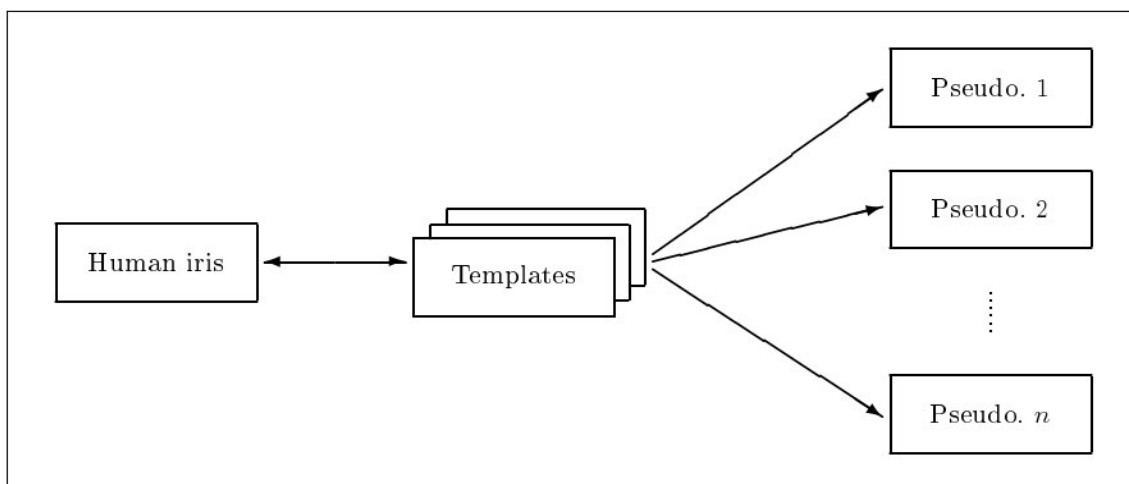 Pseudo. 1
Pseudo. 2
Human iris
Templates
Pseudo. n